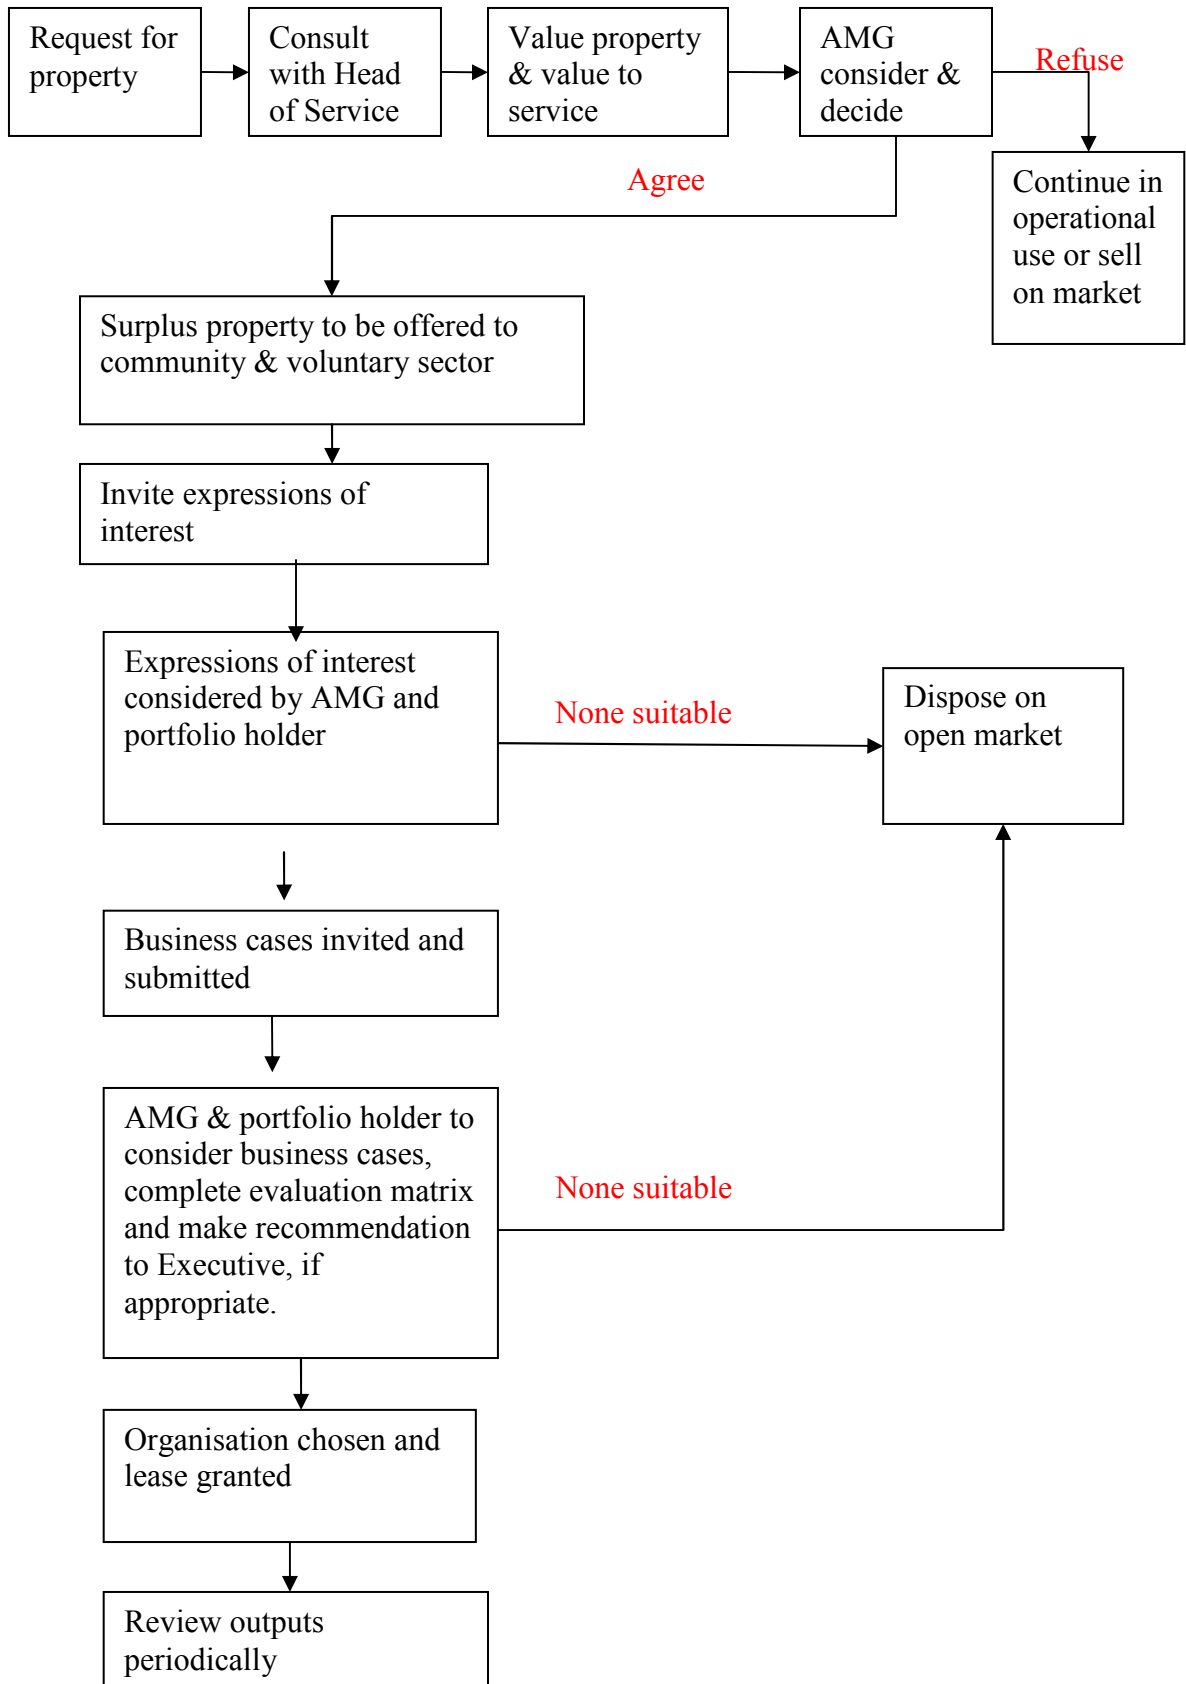 Request for
property
Consult
with Head
of Service
Value property
& value to
service
AMG
consider &
decide
Refuse
Continue in
operational
use or sell
on market
Agree
Surplus property to be offered to
community & voluntary sector
Invite expressions of
interest
Expressions of interest
considered by AMG and
portfolio holder
None suitable
Dispose on
open market
Business cases invited and
submitted
AMG & portfolio holder to
consider business cases,
complete evaluation matrix
and make recommendation
to Executive, if
appropriate.
None suitable
Organisation chosen and
lease granted
Review outputs
periodically